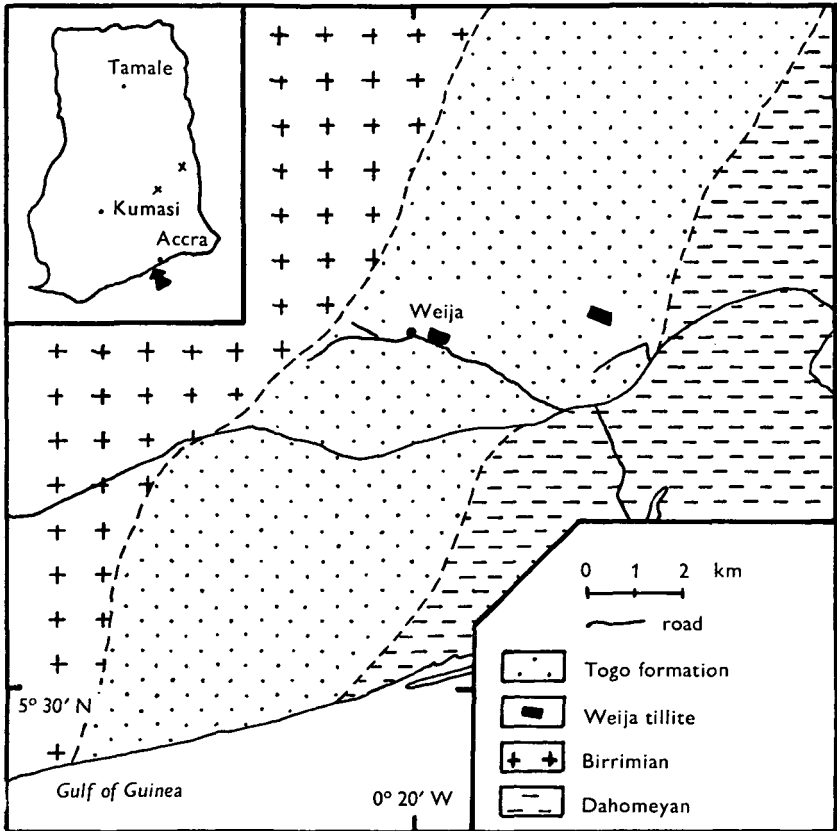 Tamale
Kumasi
Accra
Weija
0 1 2 km
road
Togo formation
Weija tillite
Birrimian
Dahomeyan
5° 30' N
Gulf of Guinea
0° 20' W